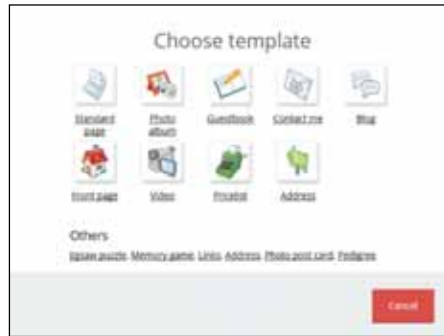 Choose template
Standard page
Photo album
Guestbook
Contact me
Blog
Front page
Video
Pricelist
Address
Others
Jigsaw puzzle, Memory game, Links, Address, Photo post card, Pedigree
Cancel